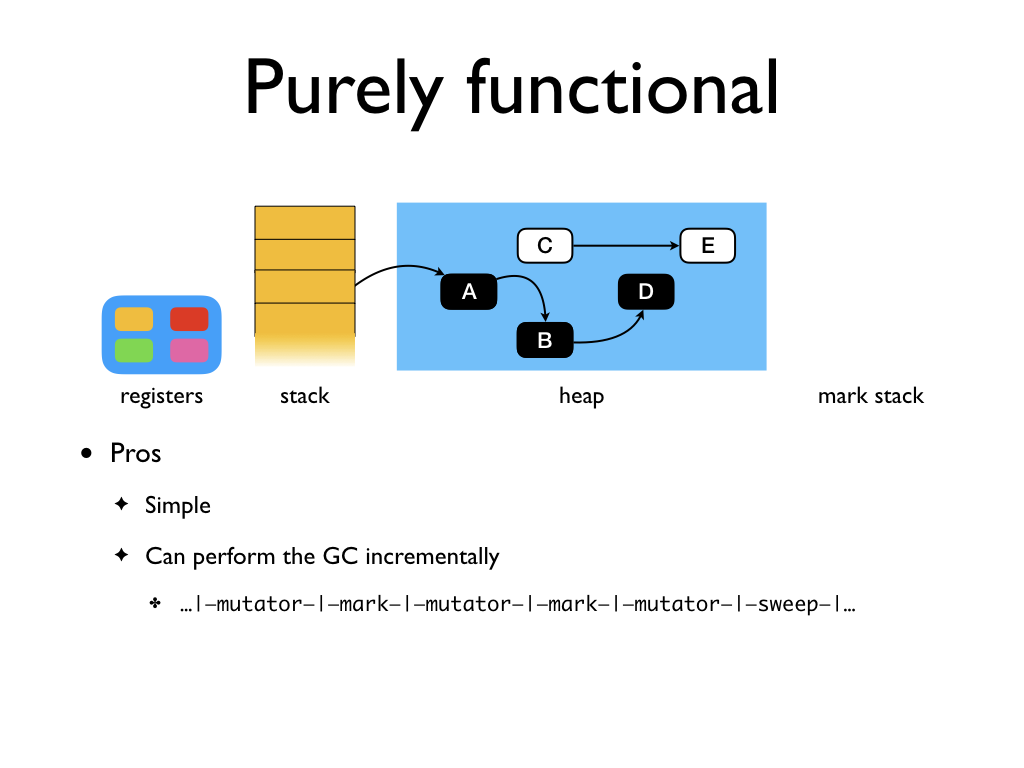 Purely functional
C
E
A
D
B
registers
stack
heap
mark stack
• Pros
✦ Simple
✦ Can perform the GC incrementally
✤ …|—mutator—|—mark—|—mutator—|—mark—|—mutator—|—sweep—|…